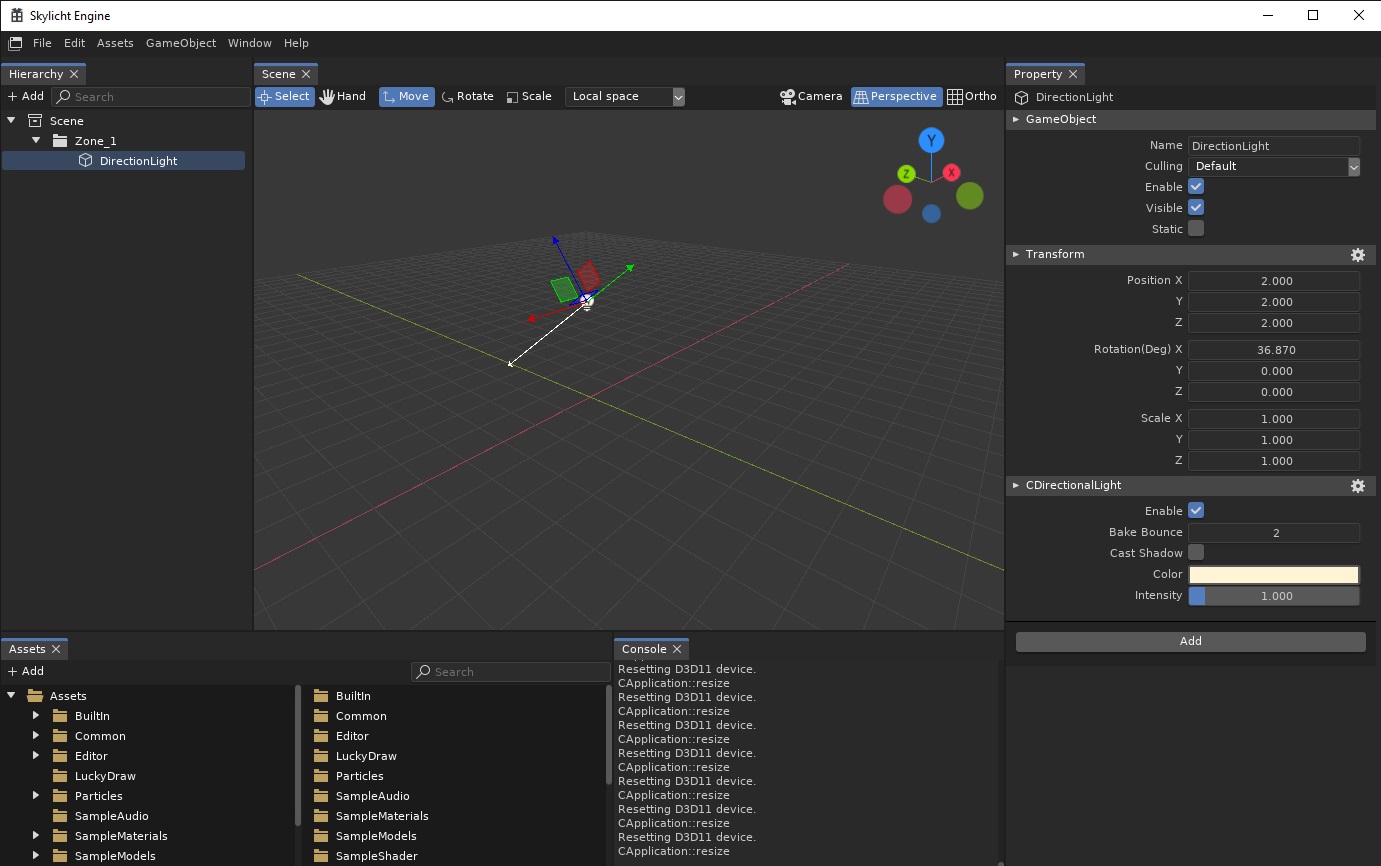 Skylicht Engine
File Edit Assets GameObject Window Help
Hierarchy
+ Add Search
Scene
Zone_1
DirectionLight
Scene
Select Hand Move Rotate Scale Local space Camera Perspective Ortho
Y
Z X
Property
DirectionLight
GameObject
Name DirectionLight
Culling Default
Enable
Visible
Static
Transform
Position X 2.000
Y 2.000
Z 2.000
Rotation(Deg) X 36.870
Y 0.000
Z 0.000
Scale X 1.000
Y 1.000
Z 1.000
CDirectionalLight
Enable
Bake Bounce 2
Cast Shadow
Color
Intensity 1.000
Add
Assets
+ Add Search
Assets
BuiltIn
Common
Editor
LuckyDraw
Particles
SampleAudio
SampleMaterials
SampleModels
BuiltIn
Common
Editor
LuckyDraw
Particles
SampleAudio
SampleMaterials
SampleModels
SampleShader
Console
Resetting D3D11 device.
CApplication::resize
Resetting D3D11 device.
CApplication::resize
Resetting D3D11 device.
CApplication::resize
Resetting D3D11 device.
CApplication::resize
Resetting D3D11 device.
CApplication::resize
Resetting D3D11 device.
CApplication::resize
Resetting D3D11 device.
CApplication::resize